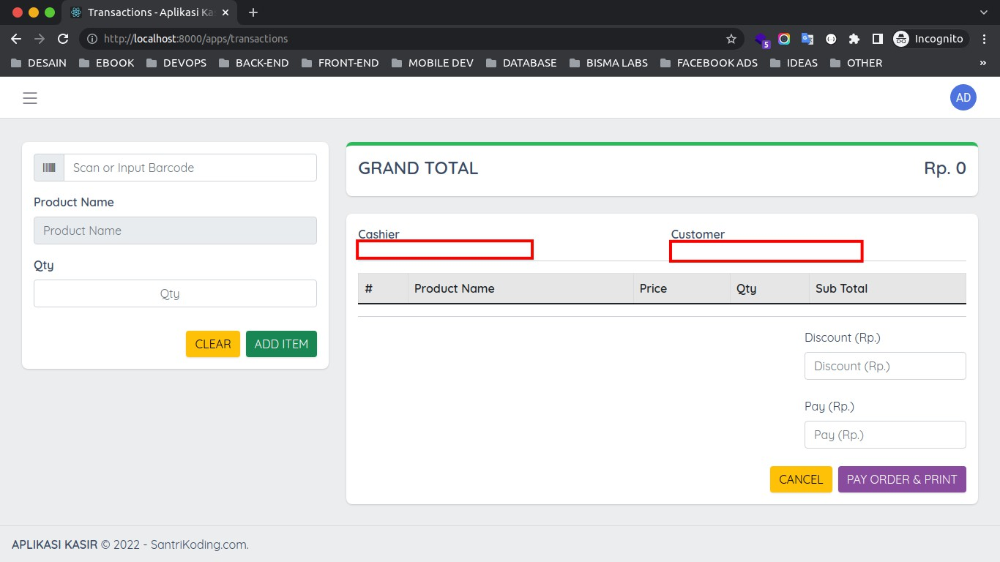 Transactions - Aplikasi Ka
http://localhost:8000/apps/transactions
5
Incognito
DESAIN EBOOK DEVOPS BACK-END FRONT-END MOBILE DEV DATABASE BISMA LABS FACEBOOK ADS IDEAS OTHER »
AD
Scan or Input Barcode
Product Name
Product Name
Qty
Qty
CLEAR ADD ITEM
GRAND TOTAL Rp. 0
Cashier Customer
# Product Name Price Qty Sub Total
Discount (Rp.)
Discount (Rp.)
Pay (Rp.)
Pay (Rp.)
CANCEL PAY ORDER & PRINT
APLIKASI KASIR © 2022 - SantriKoding.com.